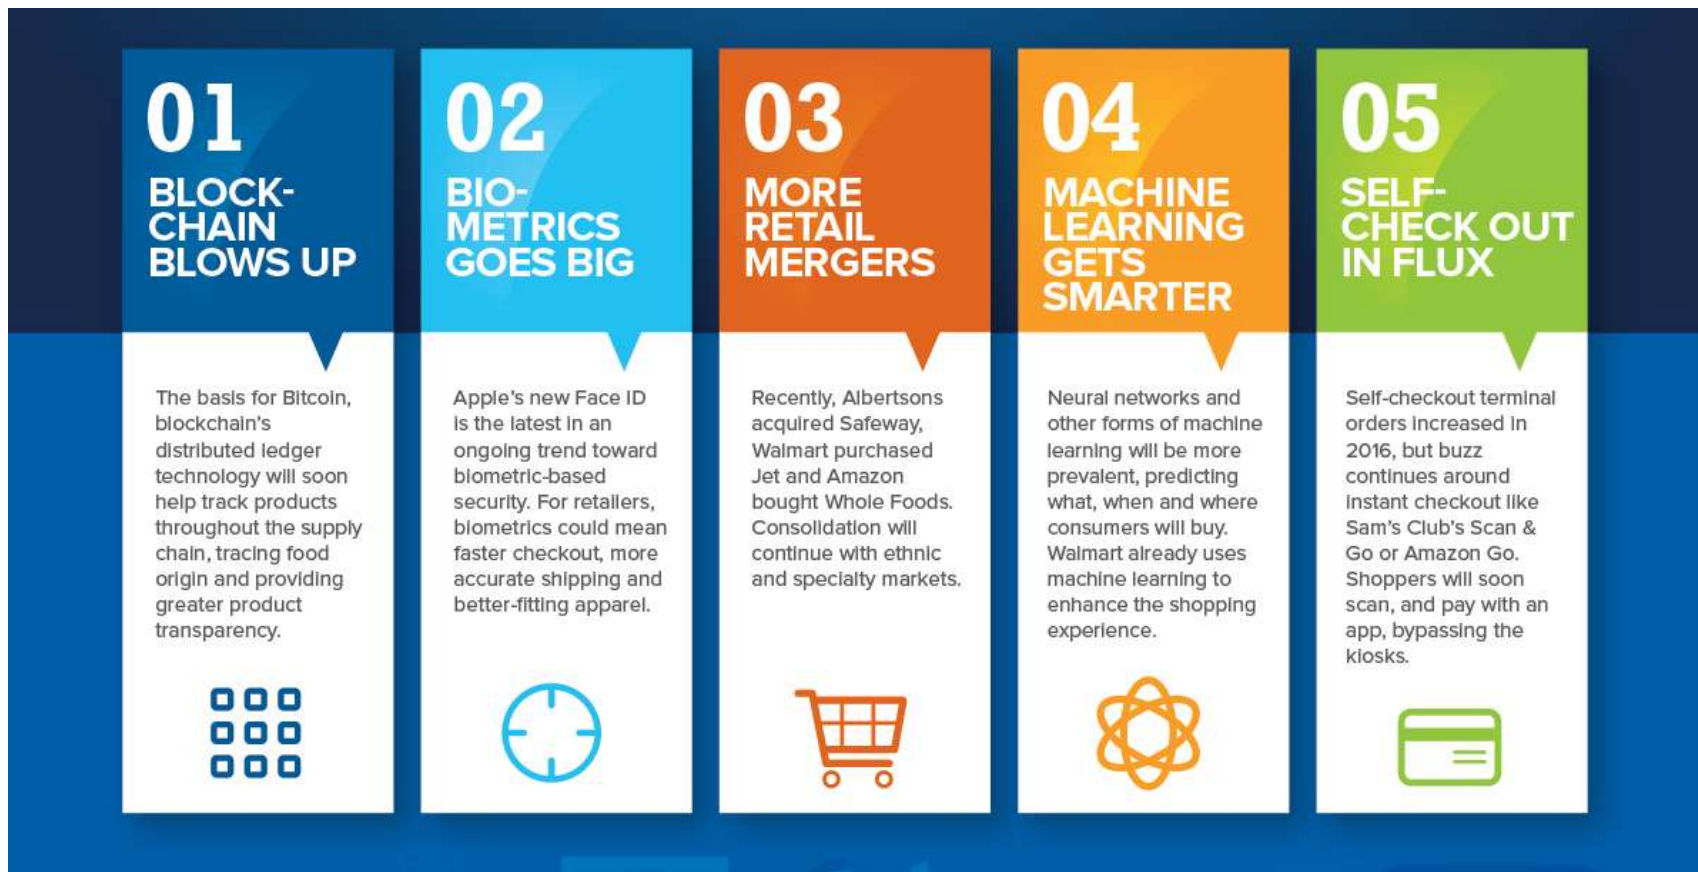 01
BLOCK-
CHAIN
BLOWS UP
The basis for Bitcoin,
blockchain's
distributed ledger
technology will soon
help track products
throughout the supply
chain, tracing food
origin and providing
greater product
transparency.
02
BIO-
METRICS
GOES BIG
Apple's new Face ID
is the latest in an
ongoing trend toward
biometric-based
security. For retailers,
biometrics could mean
faster checkout, more
accurate shipping and
better-fitting apparel.
03
MORE
RETAIL
MERGERS
Recently, Albertsons
acquired Safeway,
Walmart purchased
Jet and Amazon
bought Whole Foods.
Consolidation will
continue with ethnic
and specialty markets.
04
MACHINE
LEARNING
GETS
SMARTER
Neural networks and
other forms of machine
learning will be more
prevalent, predicting
what, when and where
consumers will buy.
Walmart already uses
machine learning to
enhance the shopping
experience.
05
SELF-
CHECK OUT
IN FLUX
Self-checkout terminal
orders increased in
2016, but buzz
continues around
instant checkout like
Sam's Club's Scan &
Go or Amazon Go.
Shoppers will soon
scan, and pay with an
app, bypassing the
kiosks.